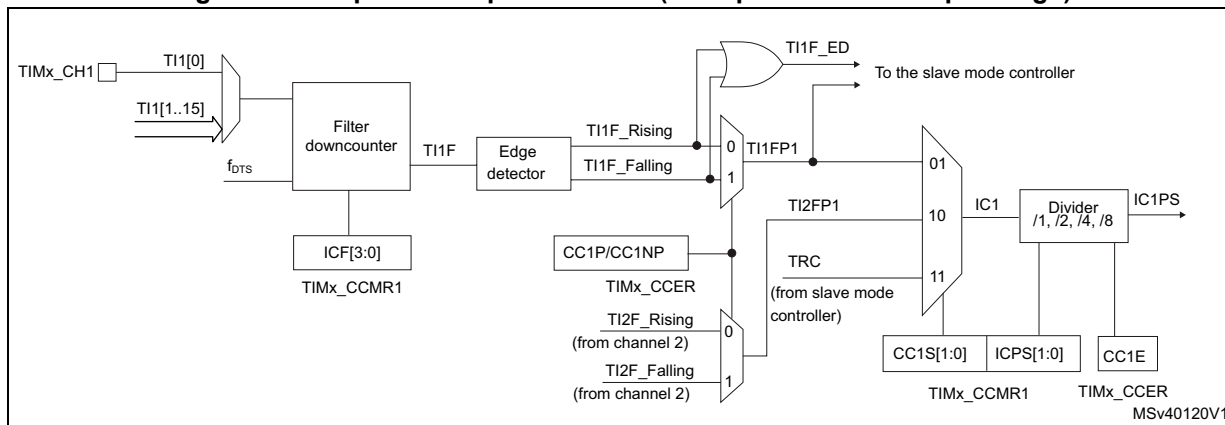 TI1F_ED
TI1[0]
TIMx_CH1
To the slave mode controller
TI1[1..15]
Filter
downcounter
TI1F_Rising
0
TI1FP1
TI1F
Edge
detector
TI1F_Falling
1
01
fDTS
TI2FP1
10
IC1
Divider
/1, /2, /4, /8
IC1PS
ICF[3:0]
TIMx_CCMR1
CC1P/CC1NP
TIMx_CCER
TRC
11
(from slave mode
controller)
TI2F_Rising
0
(from channel 2)
TI2F_Falling
1
(from channel 2)
CC1S[1:0]
ICPS[1:0]
CC1E
TIMx_CCMR1
TIMx_CCER
MSv40120V1